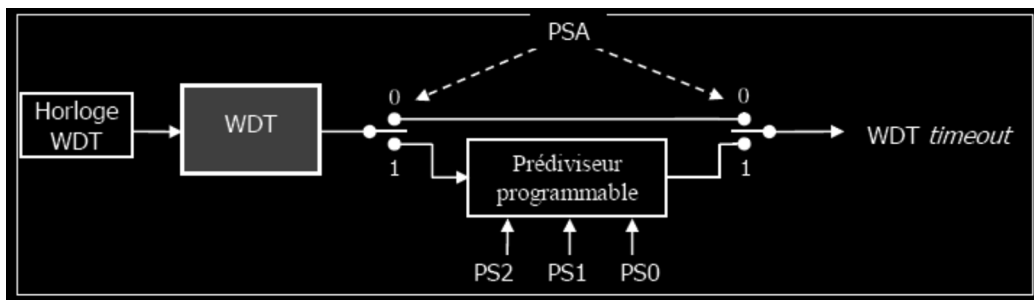 PSA
0
0
Horloge
WDT
WDT
WDT timeout
1
Prédiviseur
programmable
1
PS2
PS1
PS0